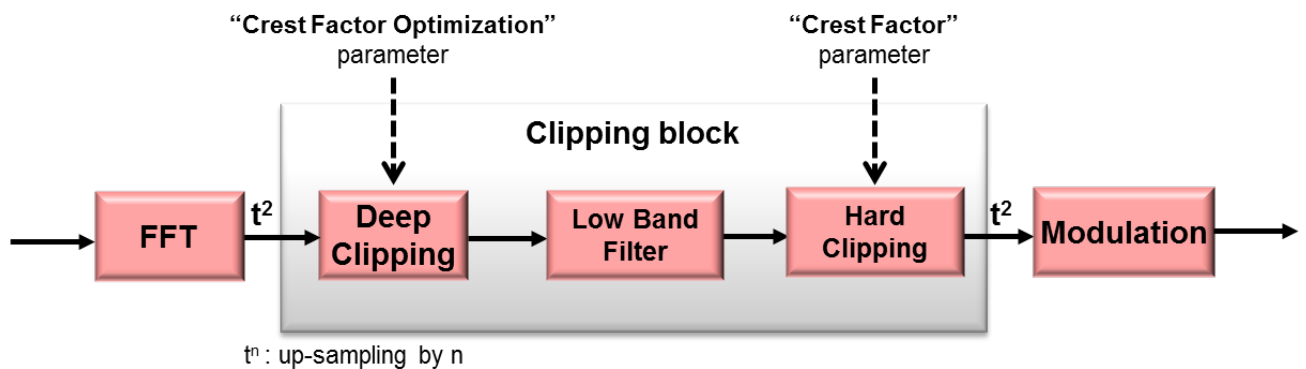 “Crest Factor Optimization”
parameter
“Crest Factor”
parameter
Clipping block
FFT
t²
Deep
Clipping
Low Band
Filter
Hard
Clipping
t²
Modulation
tⁿ : up-sampling by n